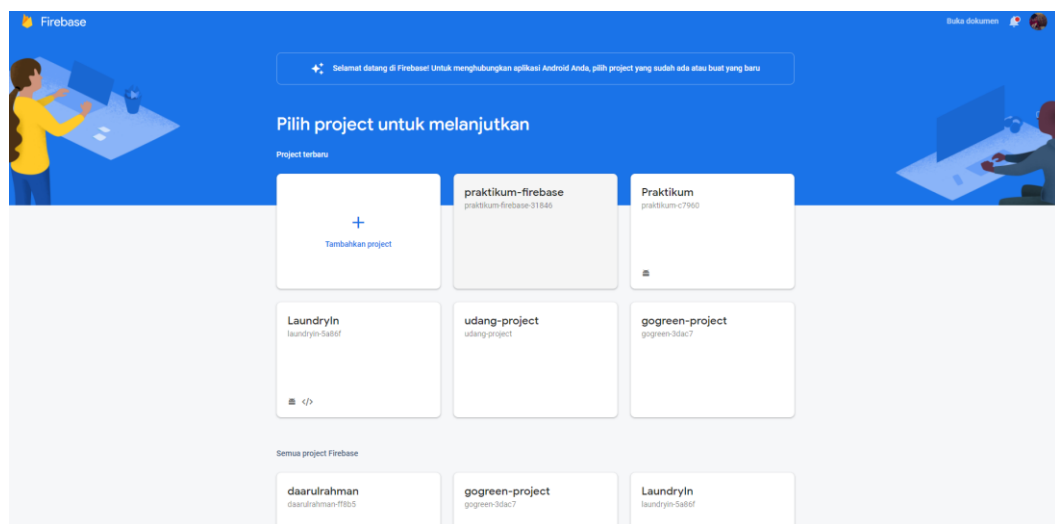 Firebase
Buka dokumen
Selamat datang di Firebase! Untuk menghubungkan aplikasi Android Anda, pilih project yang sudah ada atau buat yang baru
Pilih project untuk melanjutkan
Project terbaru
Tambahkan project
praktikum-firebase
praktikum-firebase-31846
Praktikum
praktikum-c7960
LaundryIn
laundryin-5a86f
</>
udang-project
udang-project
gogreen-project
gogreen-3dac7
Semua project Firebase
daarulrahman
daarulrahman-ff8b5
gogreen-project
gogreen-3dac7
LaundryIn
laundryin-5a86f